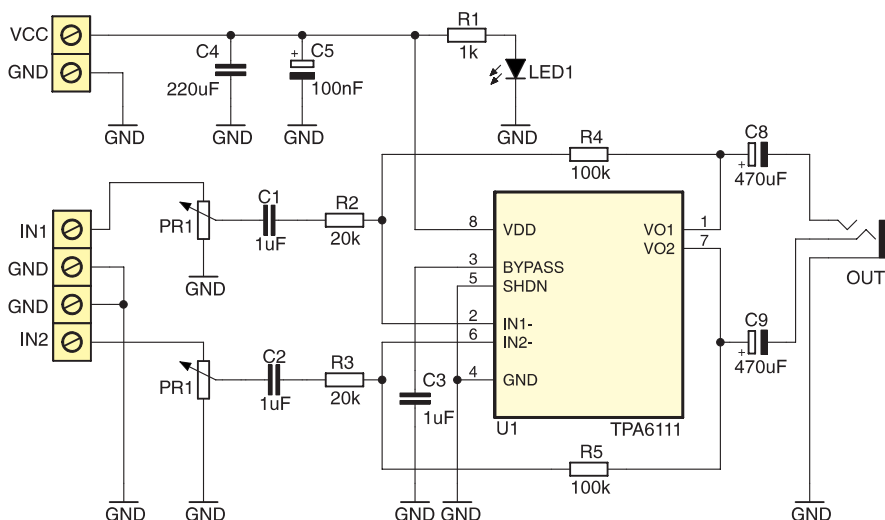 VCC
GND
GND
C4
220uF
GND
+
C5
100nF
GND
R1
1k
LED1
GND
R4
100k
C8
+
470uF
IN1
GND
GND
IN2
PR1
GND
C1
1uF
R2
20k
8
VDD
3
BYPASS
5
SHDN
2
IN1-
6
IN2-
4
GND
VO1
1
VO2
7
U1
TPA6111
OUT
PR1
C2
1uF
R3
20k
C3
1uF
C9
+
470uF
R5
100k
GND
GND
GND
GND
GND